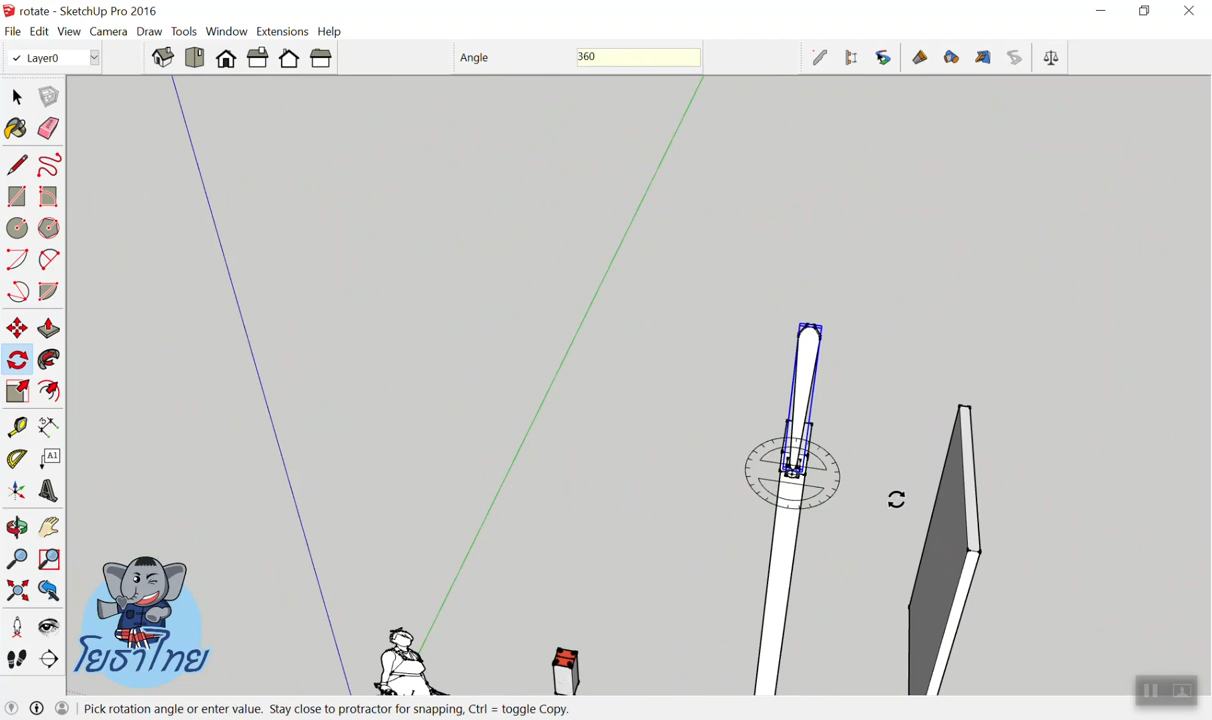 rotate - SketchUp Pro 2016
File Edit View Camera Draw Tools Window Extensions Help
Layer0
Angle
360
A1
โยธาไทย
Pick rotation angle or enter value. Stay close to protractor for snapping, Ctrl = toggle Copy.